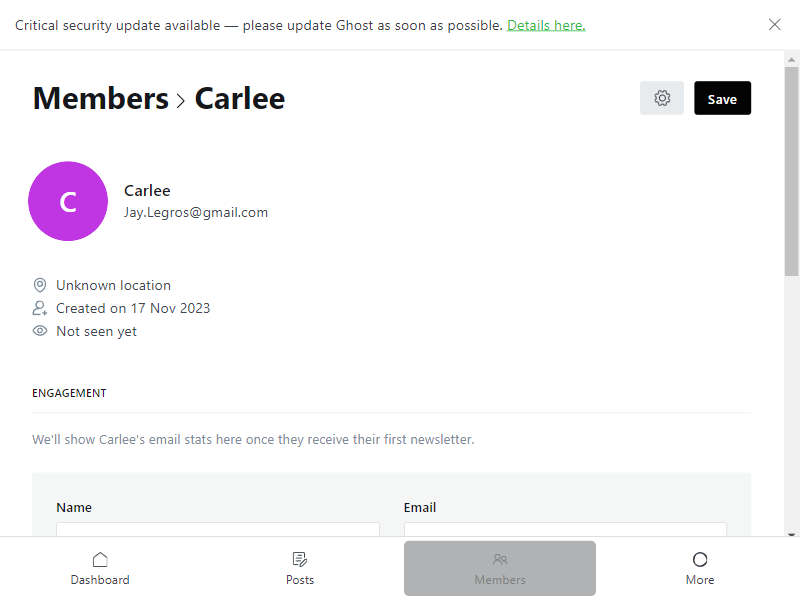 Critical security update available — please update Ghost as soon as possible. Details here.
Members > Carlee
Save
C
Carlee
Jay.Legros@gmail.com
Unknown location
Created on 17 Nov 2023
Not seen yet
ENGAGEMENT
We'll show Carlee's email stats here once they receive their first newsletter.
Name
Email
Dashboard
Posts
Members
More